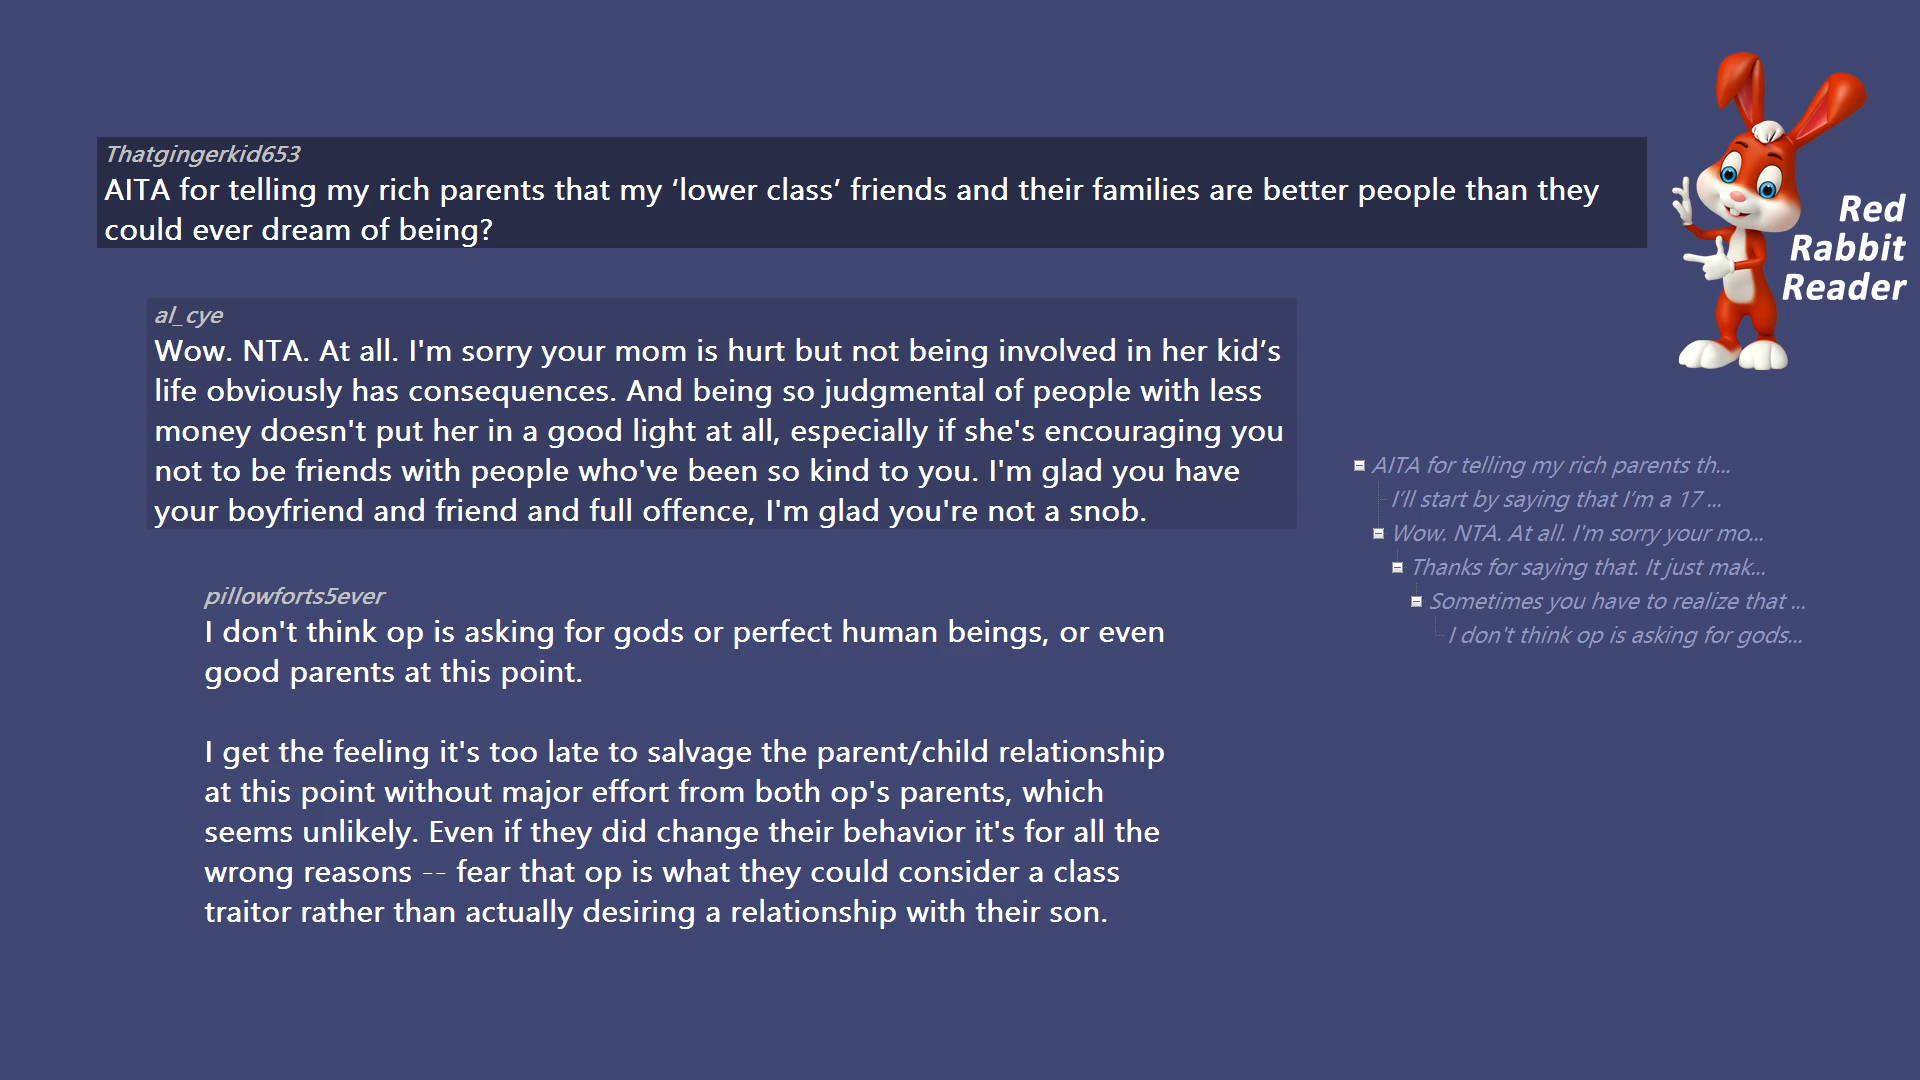 Thatgingerkid653
AITA for telling my rich parents that my ‘lower class’ friends and their families are better people than they
could ever dream of being?
al_cye
Wow. NTA. At all. I'm sorry your mom is hurt but not being involved in her kid’s
life obviously has consequences. And being so judgmental of people with less
money doesn't put her in a good light at all, especially if she's encouraging you
not to be friends with people who've been so kind to you. I'm glad you have
your boyfriend and friend and full offence, I'm glad you're not a snob.
pillowforts5ever
I don't think op is asking for gods or perfect human beings, or even
good parents at this point.
I get the feeling it's too late to salvage the parent/child relationship
at this point without major effort from both op's parents, which
seems unlikely. Even if they did change their behavior it's for all the
wrong reasons -- fear that op is what they could consider a class
traitor rather than actually desiring a relationship with their son.
Red
Rabbit
Reader
AITA for telling my rich parents th...
I’ll start by saying that I’m a 17 ...
Wow. NTA. At all. I'm sorry your mo...
Thanks for saying that. It just mak...
Sometimes you have to realize that ...
I don't think op is asking for gods...